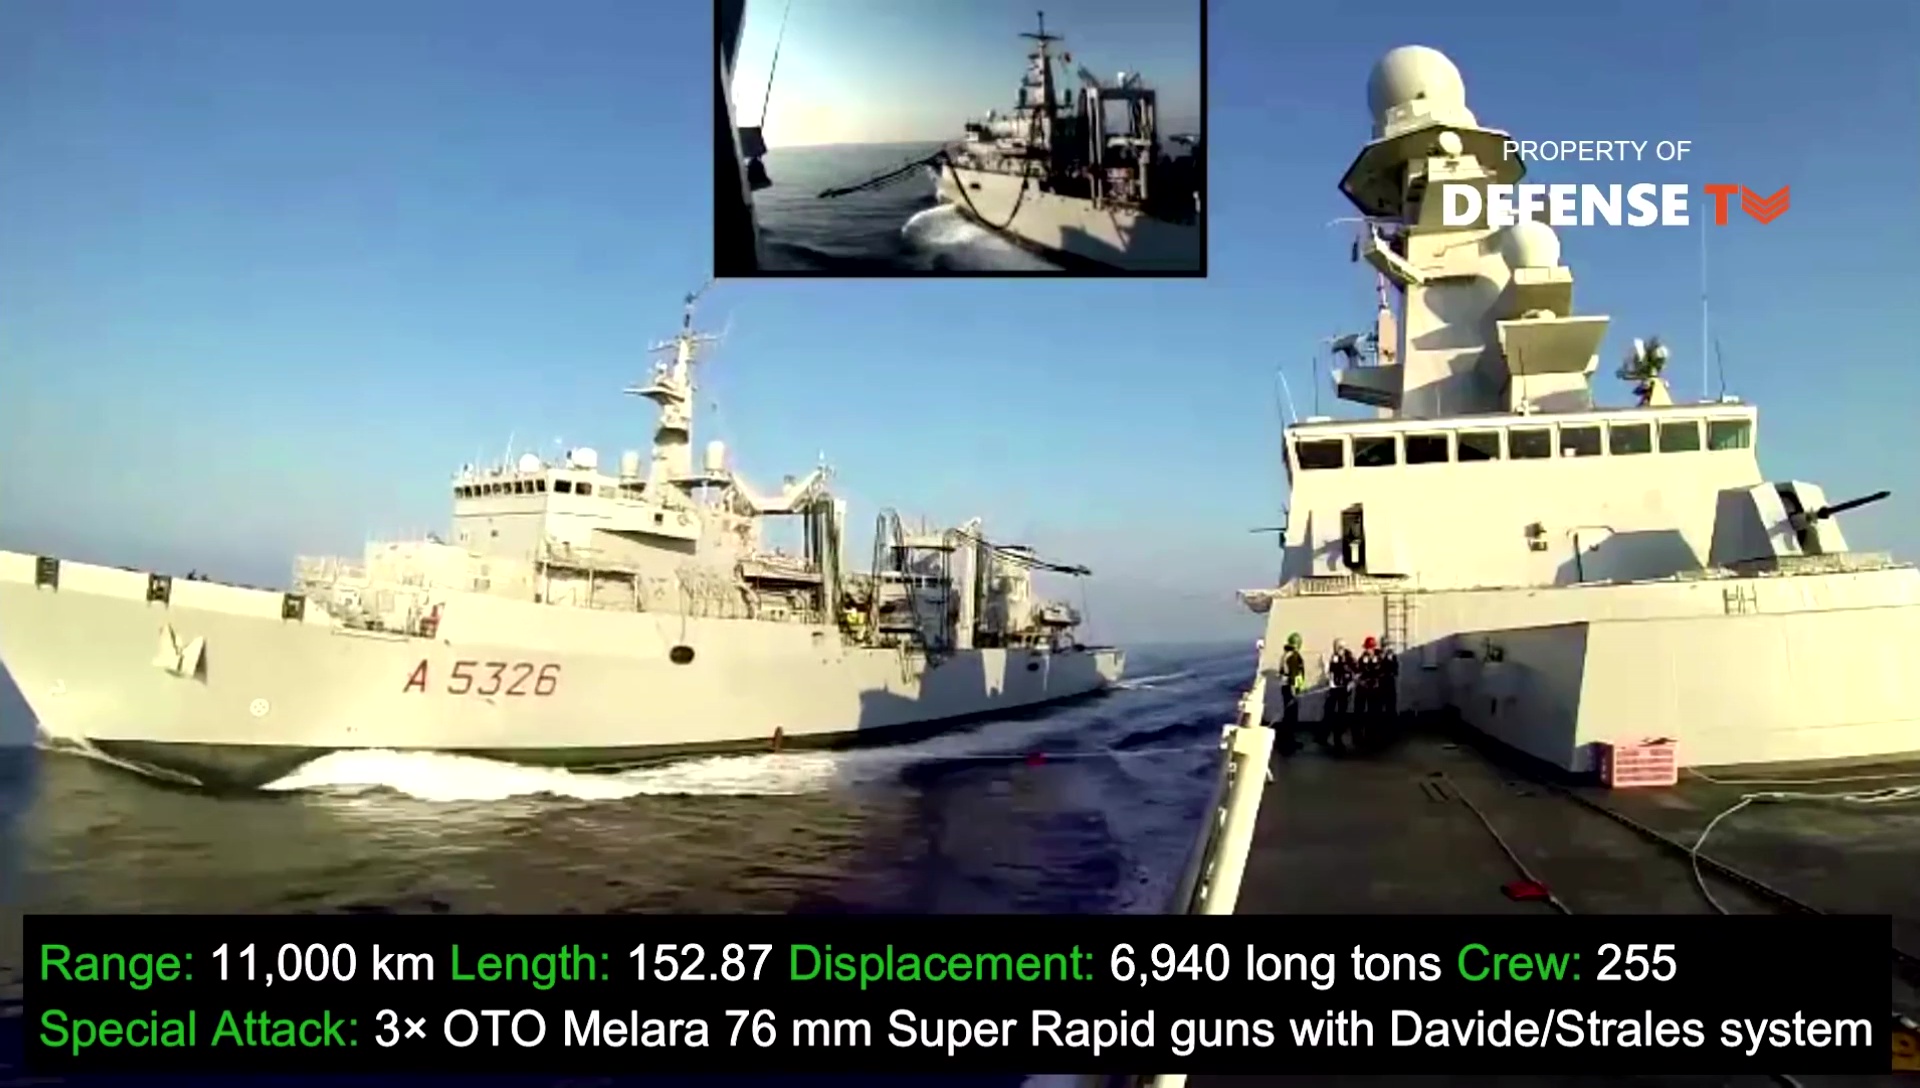 PROPERTY OF
DEFENSE TV
A 5326
Range: 11,000 km Length: 152.87 Displacement: 6,940 long tons Crew: 255
Special Attack: 3× OTO Melara 76 mm Super Rapid guns with Davide/Strales system